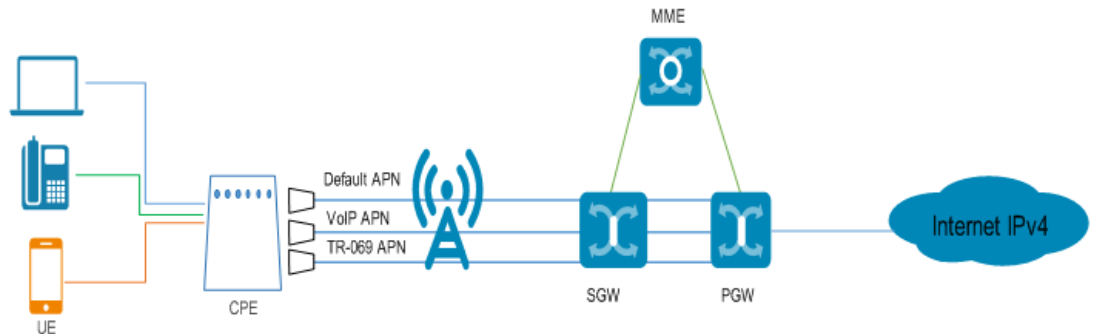 MME
Default APN
VoIP APN
TR-069 APN
Internet IPv4
SGW
PGW
CPE
UE